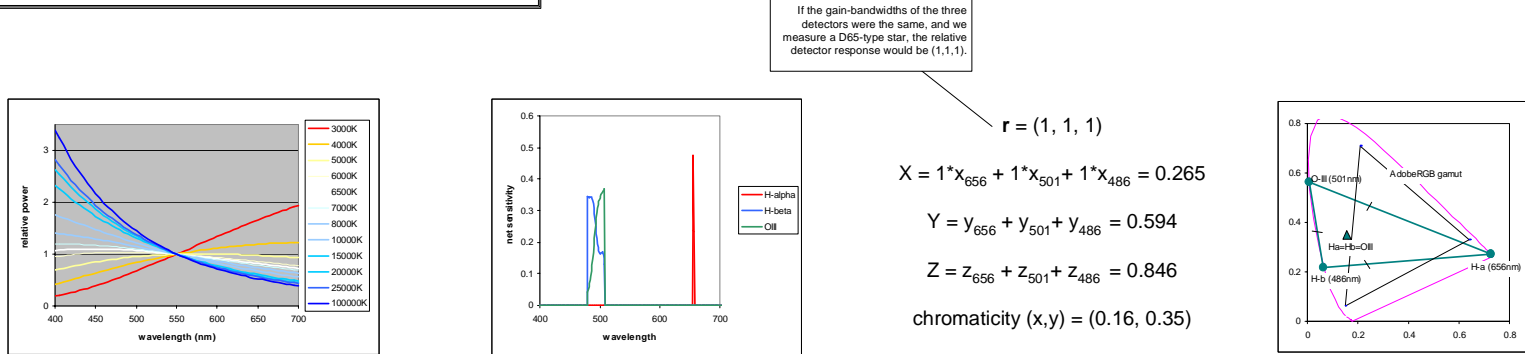 If the gain-bandwidths of the three
detectors were the same, and we
measure a D65-type star, the relative
detector response would be (1,1,1).
relative power
3
2
1
0
400 450 500 550 600 650 700
wavelength (nm)
3000K
4000K
5000K
6000K
6500K
7000K
8000K
10000K
15000K
20000K
25000K
100000K
net sensitivity
0.6
0.5
0.4
0.3
0.2
0.1
0
400 500 600 700
wavelength
H-alpha
H-beta
OIII
r = (1, 1, 1)
X = 1*x656 + 1*x501+ 1*x486 = 0.265
Y = y656 + y501+ y486 = 0.594
Z = z656 + z501+ z486 = 0.846
chromaticity (x,y) = (0.16, 0.35)
0.8
0.6
0.4
0.2
0
0 0.2 0.4 0.6 0.8
O-III (501nm)
AdobeRGB gamut
Ha=Hb=OIII
H-b (486nm)
H-a (656nm)